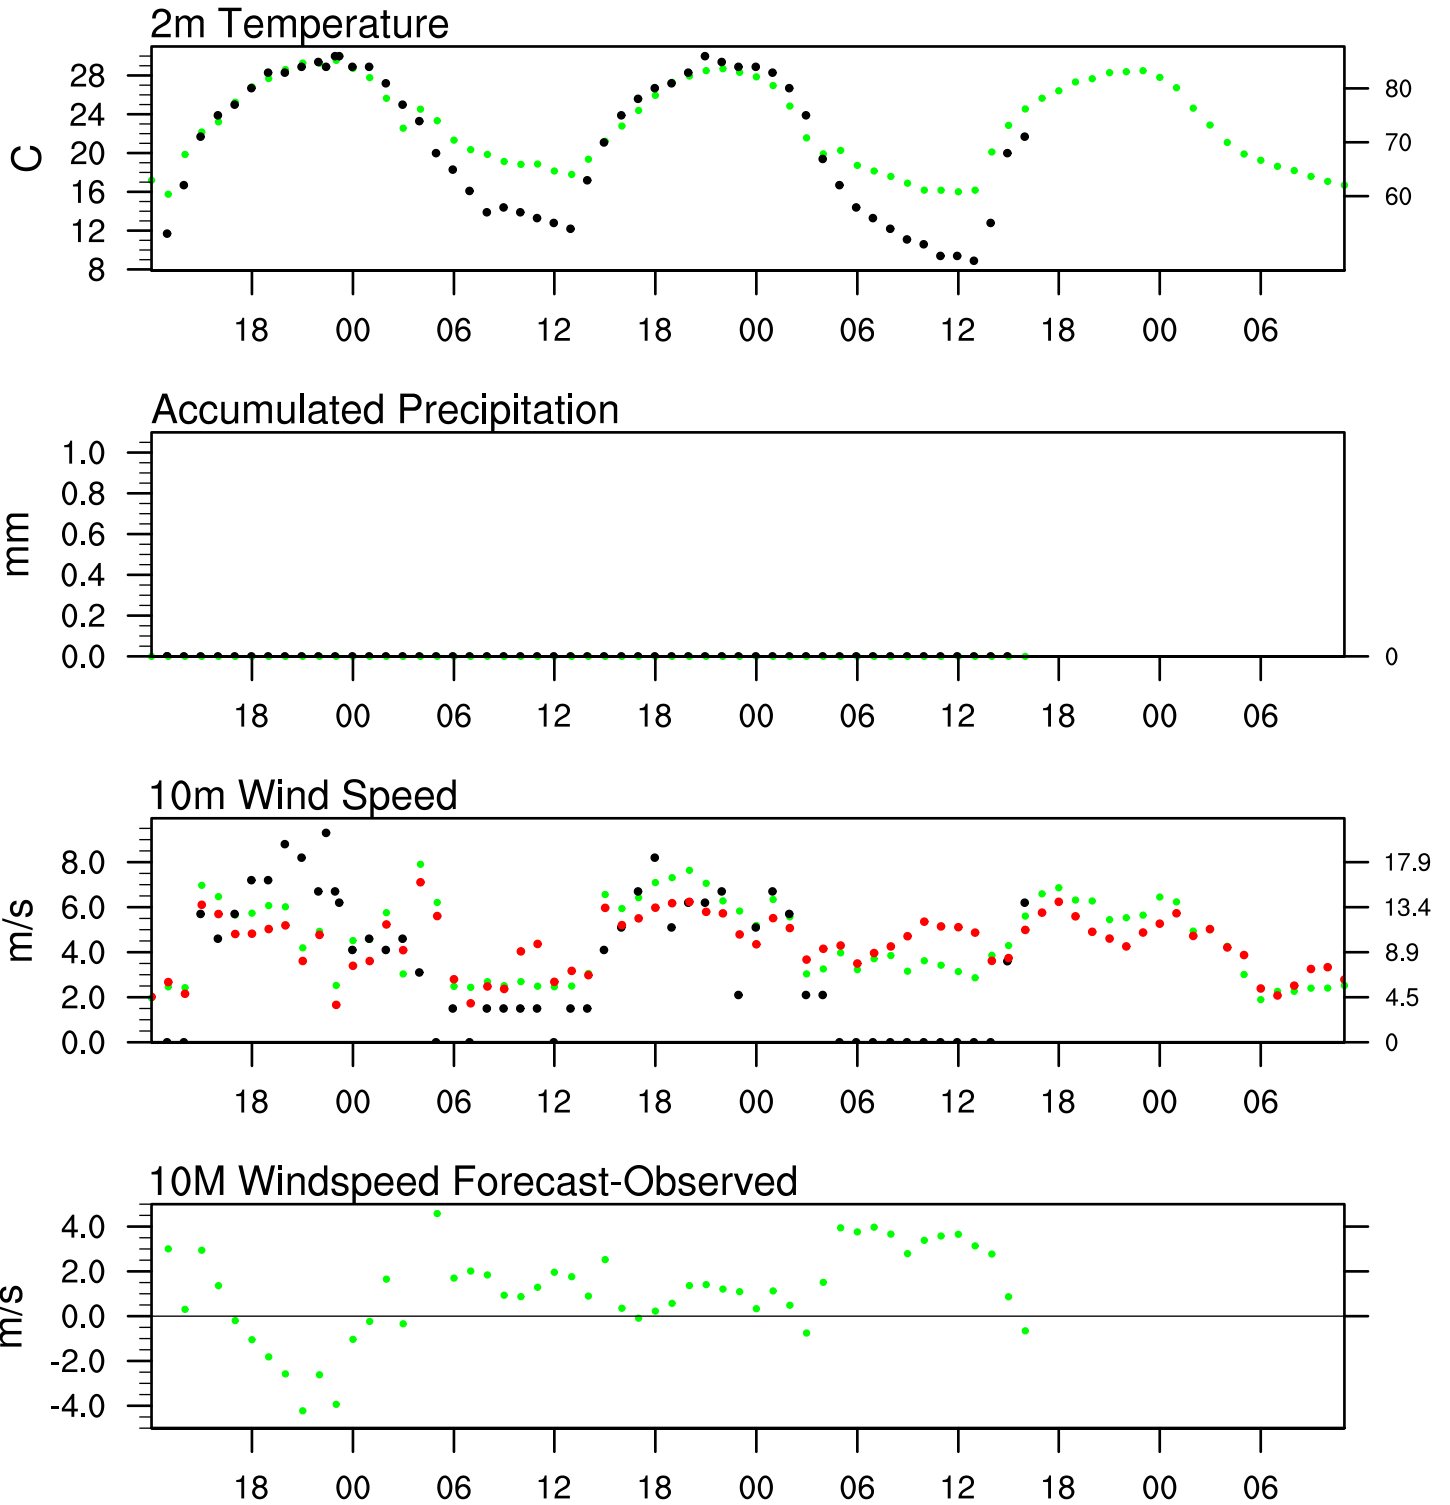 2m Temperature
C
28
24
20
16
12
8
80
70
60
18 00 06 12 18 00 06 12 18 00 06
Accumulated Precipitation
mm
1.0
0.8
0.6
0.4
0.2
0.0
0
18 00 06 12 18 00 06 12 18 00 06
10m Wind Speed
m/s
8.0
6.0
4.0
2.0
0.0
17.9
13.4
8.9
4.5
0
18 00 06 12 18 00 06 12 18 00 06
10M Windspeed Forecast-Observed
m/s
4.0
2.0
0.0
-2.0
-4.0
18 00 06 12 18 00 06 12 18 00 06